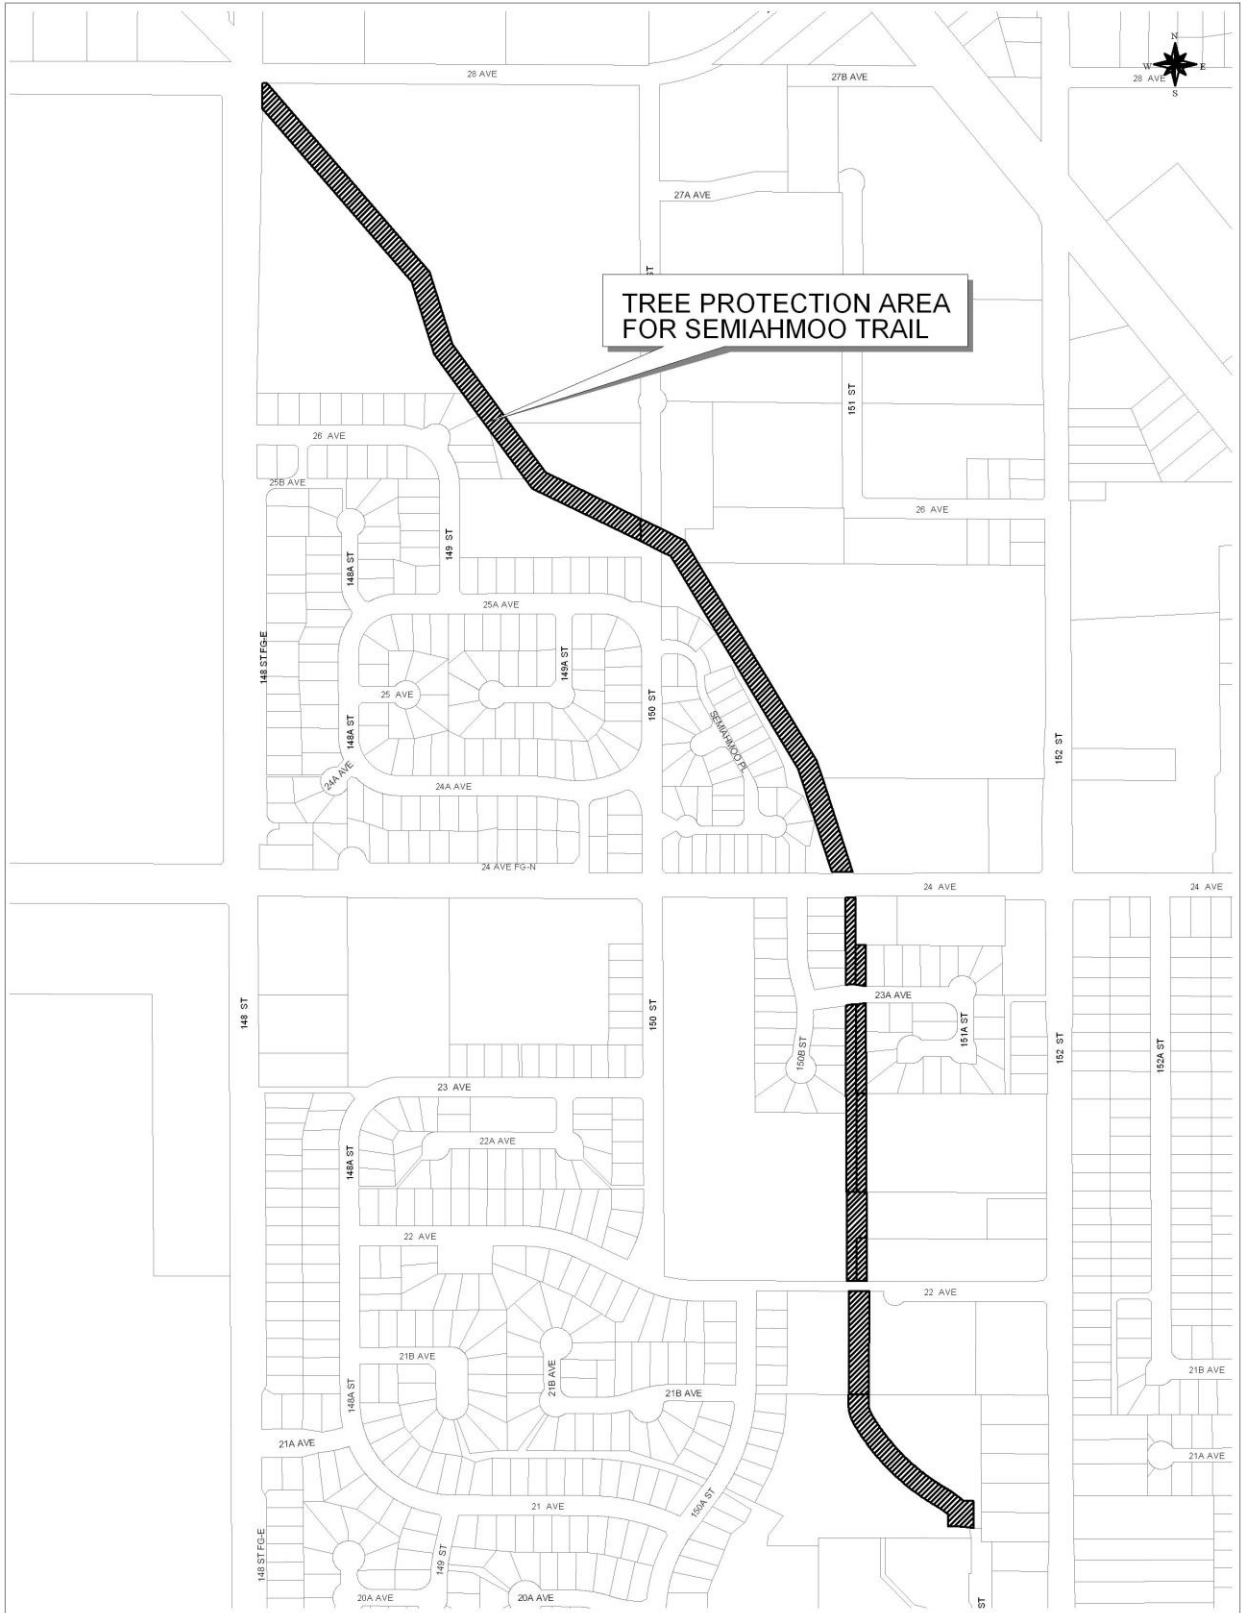 N
W E
S
28 AVE
27B AVE
28 AVE
27A AVE
ST
TREE PROTECTION AREA
FOR SEMIAHMOO TRAIL
151 ST
26 AVE
25B AVE
26 AVE
149 ST
148A ST
25A AVE
148 ST FG-E
149A ST
25 AVE
150 ST
SEMIAHMOO PL
148A ST
152 ST
24A AVE
24A AVE
24 AVE FG-N
24 AVE
24 AVE
23A AVE
148 ST
150 ST
150B ST
151A ST
152 ST
152A ST
23 AVE
22A AVE
148A ST
22 AVE
22 AVE
21B AVE
21B AVE
21B AVE
21B AVE
148A ST
21A AVE
21A AVE
21 AVE
150A ST
148 ST FG-E
149 ST
20A AVE
20A AVE
ST